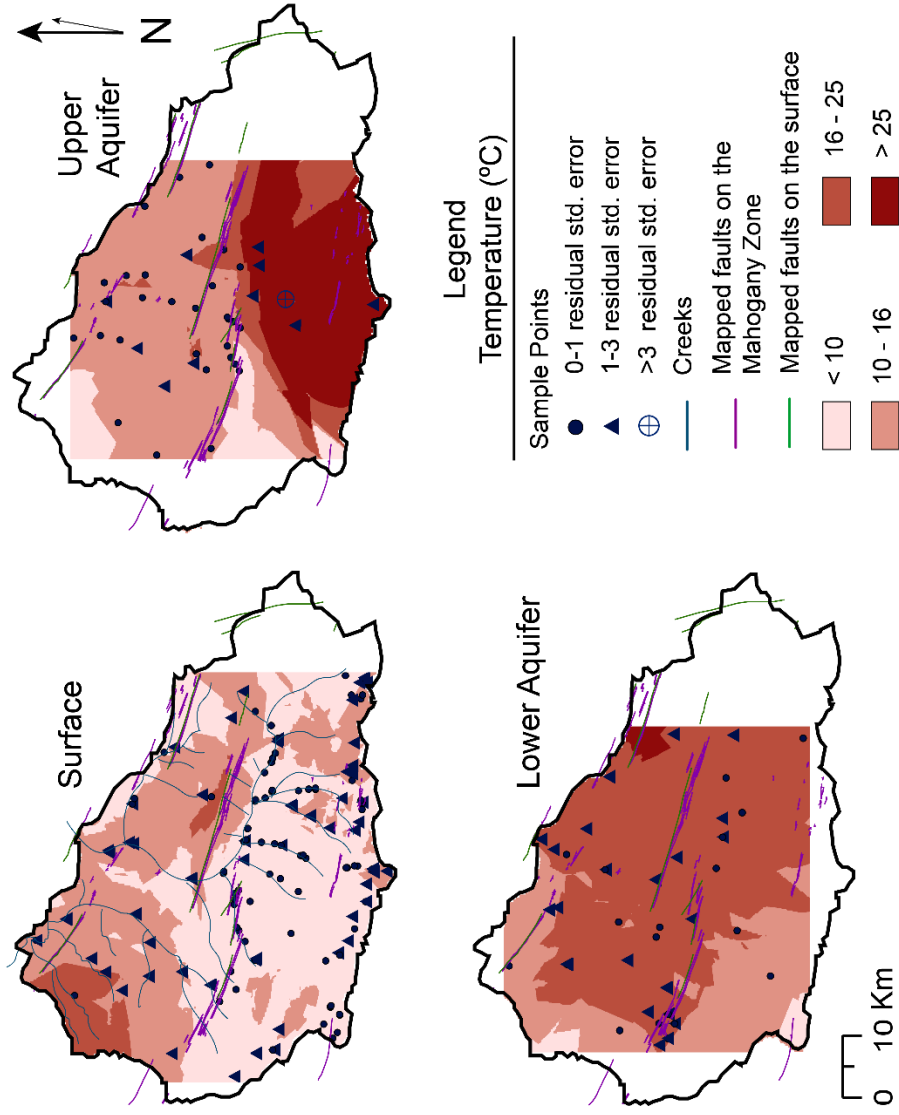 Surface
Upper
Aquifer
N
Lower Aquifer
0 10 Km
Legend
Temperature (ºC)
Sample Points
0-1 residual std. error
1-3 residual std. error
>3 residual std. error
Creeks
Mapped faults on the
Mahogany Zone
Mapped faults on the surface
< 10
16 - 25
10 - 16
> 25